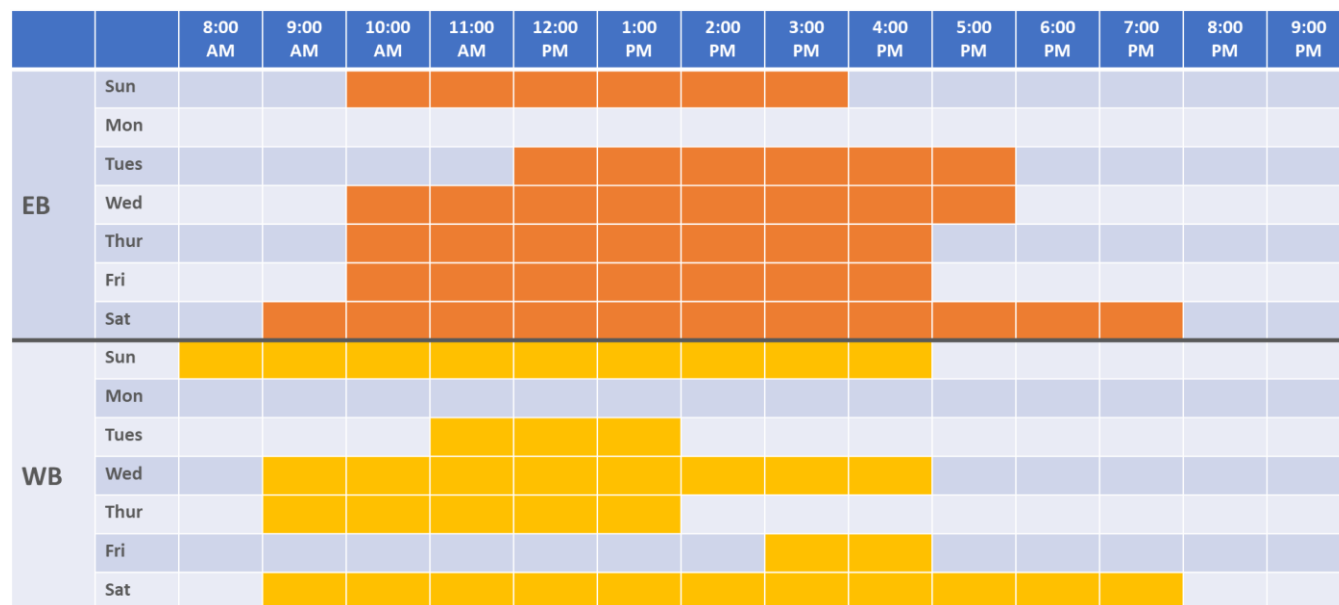 8:00 AM 9:00 AM 10:00 AM 11:00 AM 12:00 PM 1:00 PM 2:00 PM 3:00 PM 4:00 PM 5:00 PM 6:00 PM 7:00 PM 8:00 PM 9:00 PM
EB
Sun
Mon
Tues
Wed
Thur
Fri
Sat
WB
Sun
Mon
Tues
Wed
Thur
Fri
Sat